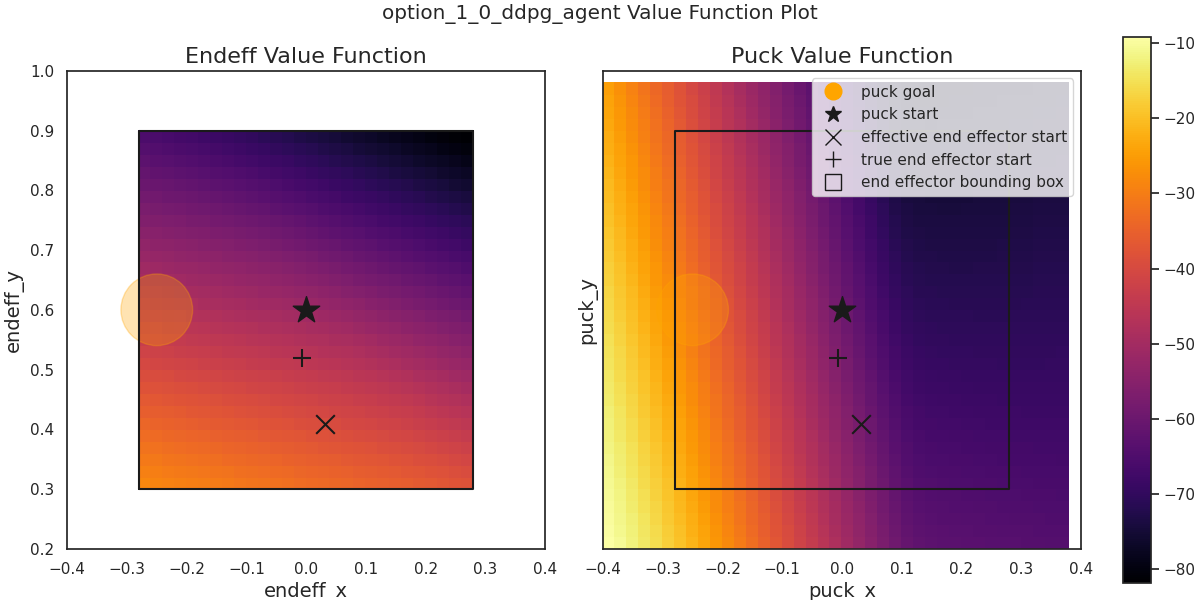 option_1_0_ddpg_agent Value Function Plot
Endeff Value Function
1.0
0.9
0.8
0.7
0.6
0.5
0.4
0.3
0.2
endeff_y
−0.4 −0.3 −0.2 −0.1 0.0 0.1 0.2 0.3 0.4
endeff_x
Puck Value Function
puck goal
puck start
effective end effector start
true end effector start
end effector bounding box
puck_y
−0.4 −0.3 −0.2 −0.1 0.0 0.1 0.2 0.3 0.4
puck_x
−10
−20
−30
−40
−50
−60
−70
−80